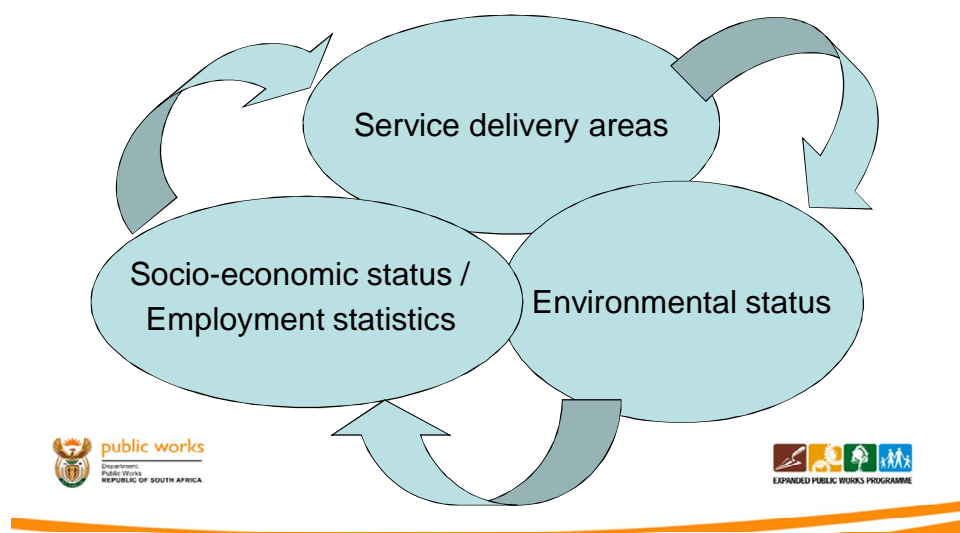 Service delivery areas
Socio-economic status /
Employment statistics
Environmental status
public works
Department:
Public Works
REPUBLIC OF SOUTH AFRICA
EXPANDED PUBLIC WORKS PROGRAMME